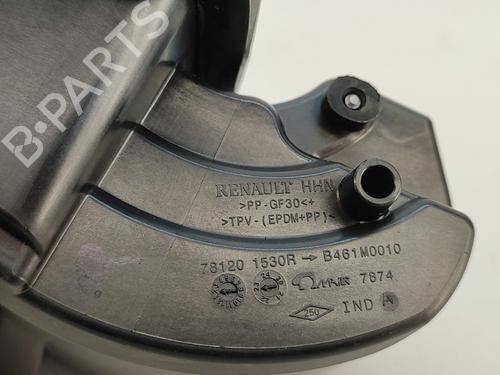 B-PARTS
RENAULT HHN
>PP-GF30<+
>TPV-(EPDM+PP)<
78120 1530R → B461M0010
7874
250 IND A